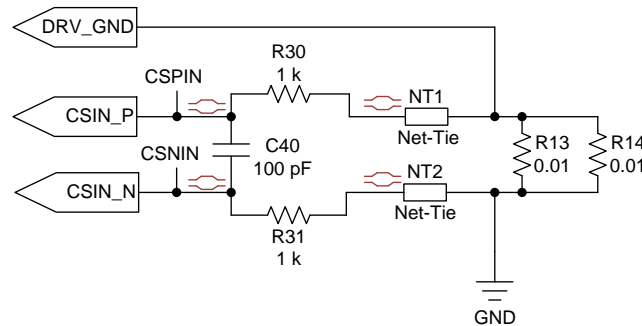 DRV_GND
R30
1 k
CSPIN
NT1
CSIN_P
Net-Tie
R13
0.01
R14
0.01
C40
100 pF
CSNIN
NT2
CSIN_N
Net-Tie
R31
1 k
GND